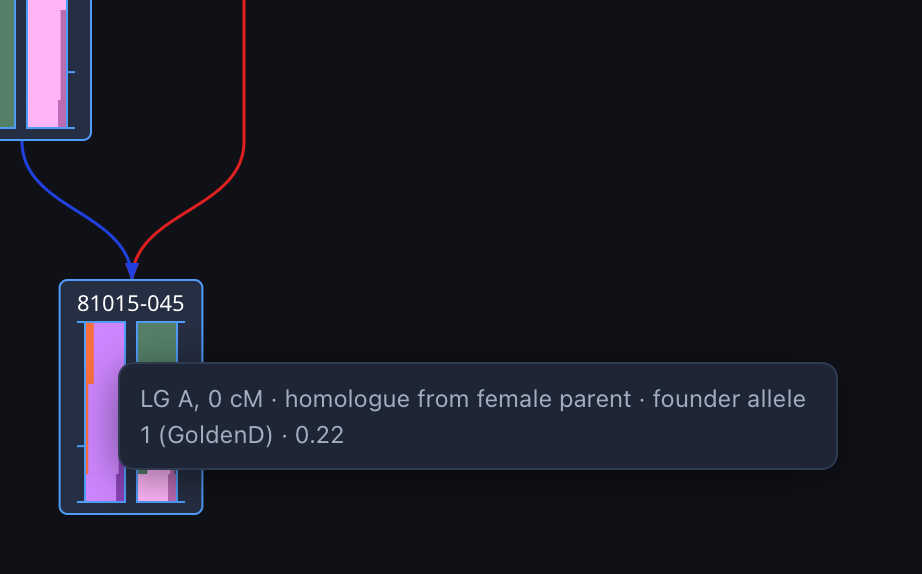 81015-045
LG A, 0 cM · homologue from female parent · founder allele
1 (GoldenD) · 0.22